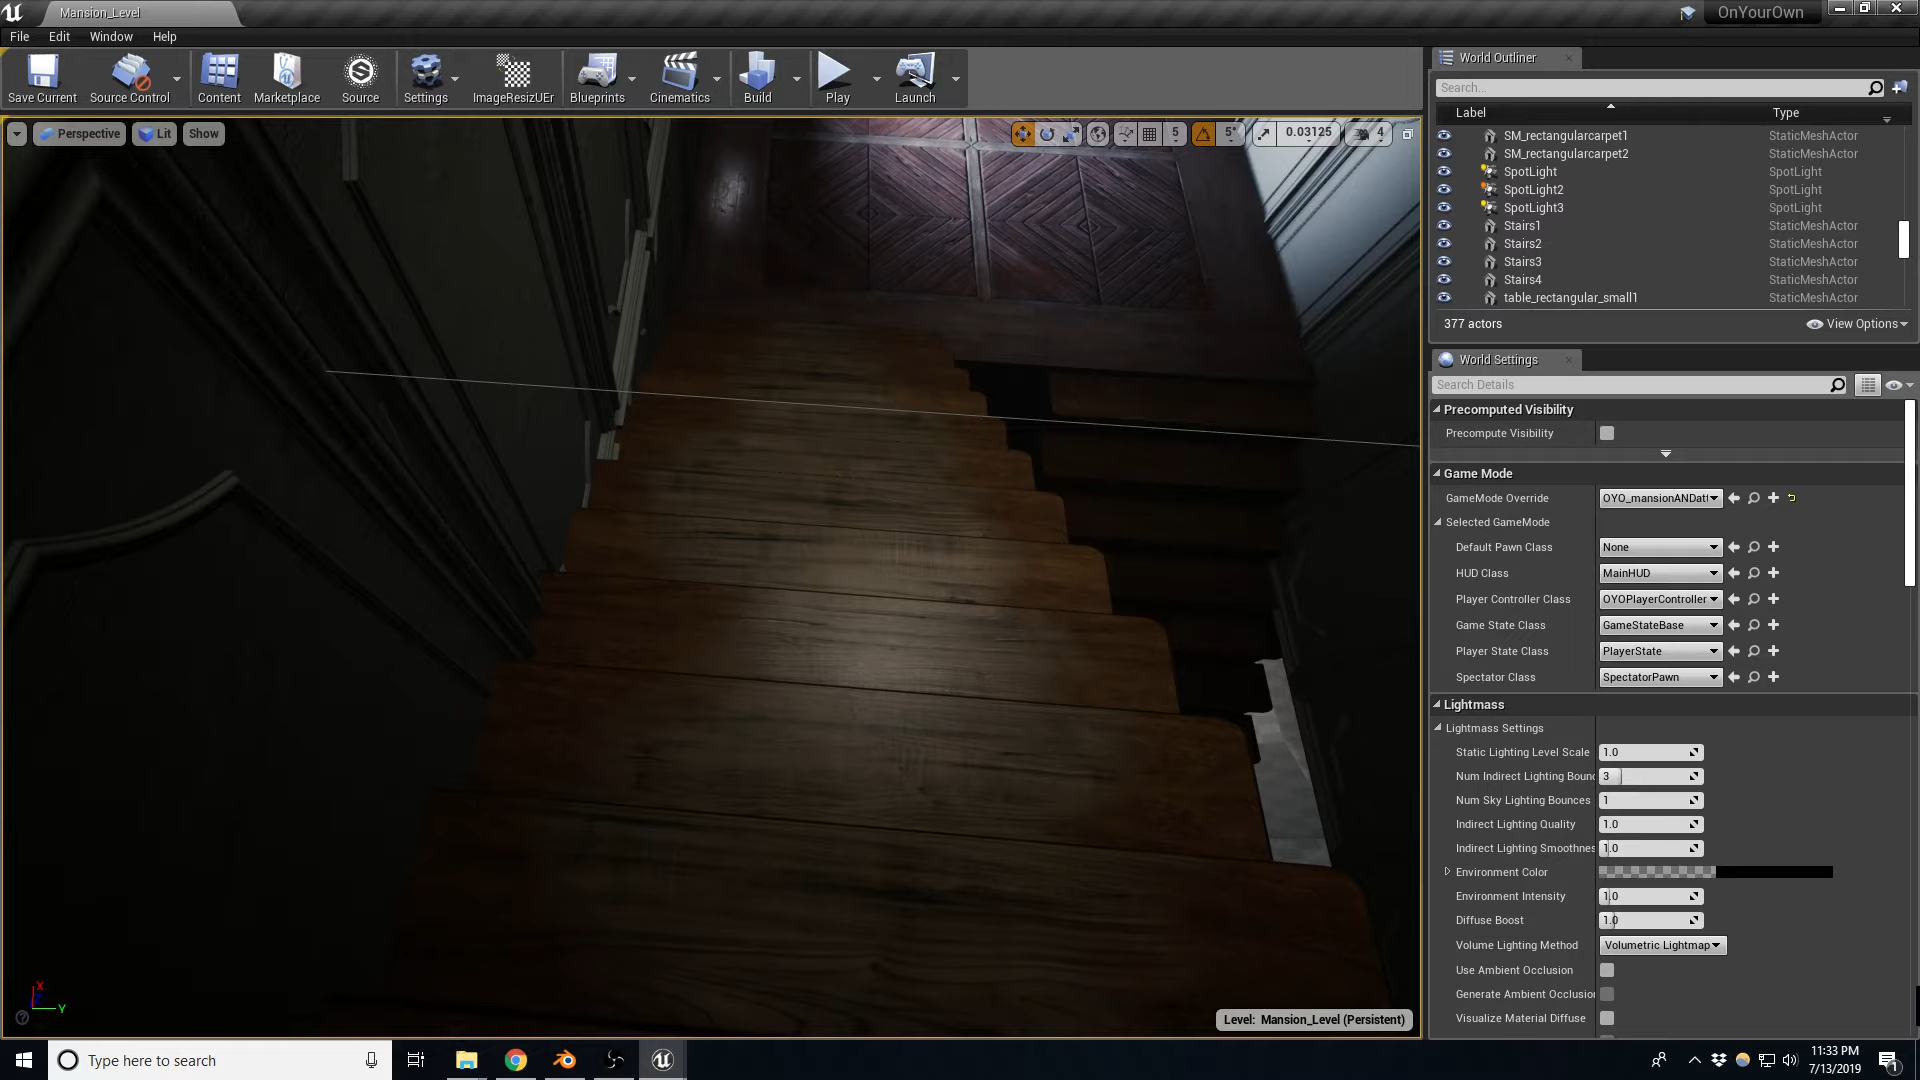 Mansion_Level
OnYourOwn
File Edit Window Help
Save Current Source Control Content Marketplace Source Settings ImageResizUEr Blueprints Cinematics Build Play Launch
Perspective Lit Show
5 5° 0.03125 4
World Outliner
Search...
Label Type
SM_rectangularcarpet1 StaticMeshActor
SM_rectangularcarpet2 StaticMeshActor
SpotLight SpotLight
SpotLight2 SpotLight
SpotLight3 SpotLight
Stairs1 StaticMeshActor
Stairs2 StaticMeshActor
Stairs3 StaticMeshActor
Stairs4 StaticMeshActor
table_rectangular_small1 StaticMeshActor
377 actors View Options
World Settings
Search Details
Precomputed Visibility
Precompute Visibility
Game Mode
GameMode Override OYO_mansionANDatt
Selected GameMode
Default Pawn Class None
HUD Class MainHUD
Player Controller Class OYOPlayerController
Game State Class GameStateBase
Player State Class PlayerState
Spectator Class SpectatorPawn
Lightmass
Lightmass Settings
Static Lighting Level Scale 1.0
Num Indirect Lighting Bounc 3
Num Sky Lighting Bounces 1
Indirect Lighting Quality 1.0
Indirect Lighting Smoothnes 1.0
Environment Color
Environment Intensity 1.0
Diffuse Boost 1.0
Volume Lighting Method Volumetric Lightmap
Use Ambient Occlusion
Generate Ambient Occlusion
Visualize Material Diffuse
X
Z
Y
Level: Mansion_Level (Persistent)
Type here to search
11:33 PM
7/13/2019
1